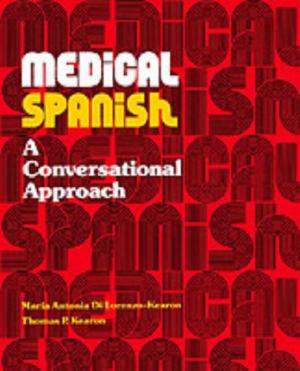 MEDiCAL
SPANiSh
A
Conversational
Approach
Maria Antonia Di Lorenzo-Kearon
Thomas P. Kearon